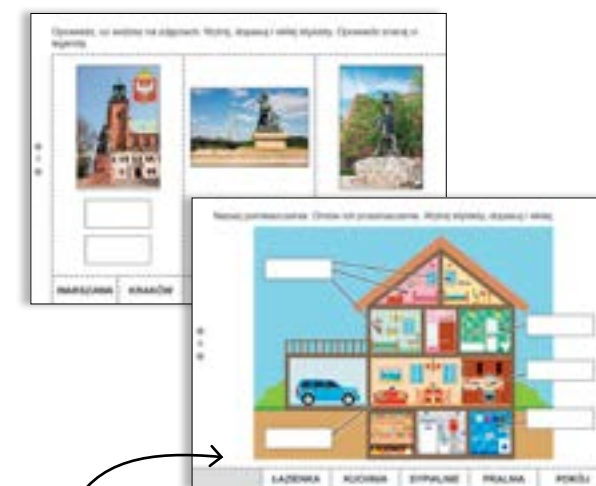 Opowiedz, co widzisz na zdjęciach. Wytnij, dopasuj i wklej etykiety. Opowiedz
legendy.
WARSZAWA KRAKÓW
Nazwij pomieszczenia. Omów ich przeznaczenie. Wytnij etykiety, dopasuj i wklej.
ŁAZIENKA KUCHNIA SYPIALNIE PRALNIA POKÓJ